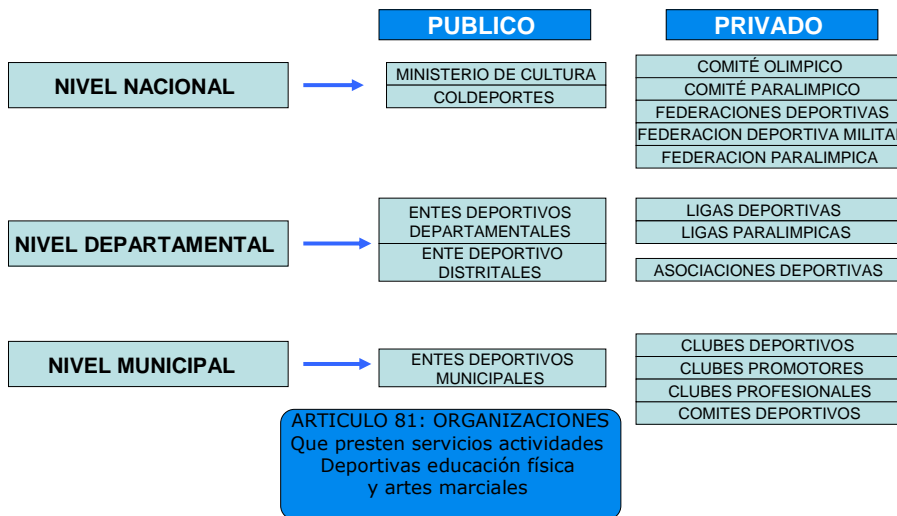 PUBLICO
PRIVADO
NIVEL NACIONAL
MINISTERIO DE CULTURA
COLDEPORTES
COMITÉ OLIMPICO
COMITÉ PARALIMPICO
FEDERACIONES DEPORTIVAS
FEDERACION DEPORTIVA MILITAR
FEDERACION PARALIMPICA
NIVEL DEPARTAMENTAL
ENTES DEPORTIVOS
DEPARTAMENTALES
ENTE DEPORTIVO
DISTRITALES
LIGAS DEPORTIVAS
LIGAS PARALIMPICAS
ASOCIACIONES DEPORTIVAS
NIVEL MUNICIPAL
ENTES DEPORTIVOS
MUNICIPALES
CLUBES DEPORTIVOS
CLUBES PROMOTORES
CLUBES PROFESIONALES
COMITES DEPORTIVOS
ARTICULO 81: ORGANIZACIONES
Que presten servicios actividades
Deportivas educación física
y artes marciales